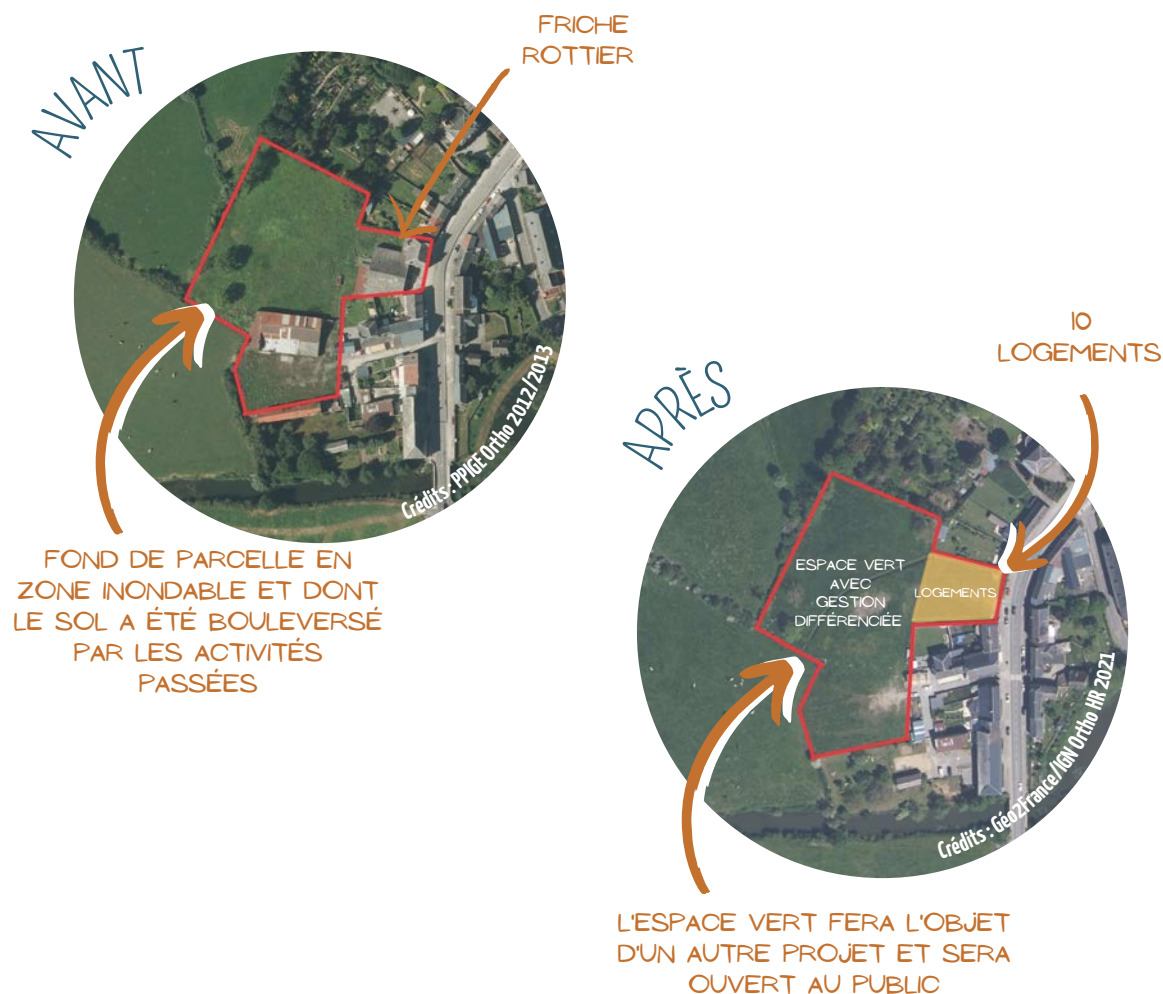 AVANT
FRICHE
ROTTIER
Crédits : PPIGE Ortho 2012/2013
FOND DE PARCELLE EN
ZONE INONDABLE ET DONT
LE SOL A ÉTÉ BOULEVERSÉ
PAR LES ACTIVITÉS
PASSÉES
APRÈS
10
LOGEMENTS
ESPACE VERT
AVEC
GESTION
DIFFÉRENCIÉE
LOGEMENTS
Crédits : Géo2France/IGN Ortho HR 2021
L'ESPACE VERT FERA L'OBJET
D'UN AUTRE PROJET ET SERA
OUVERT AU PUBLIC